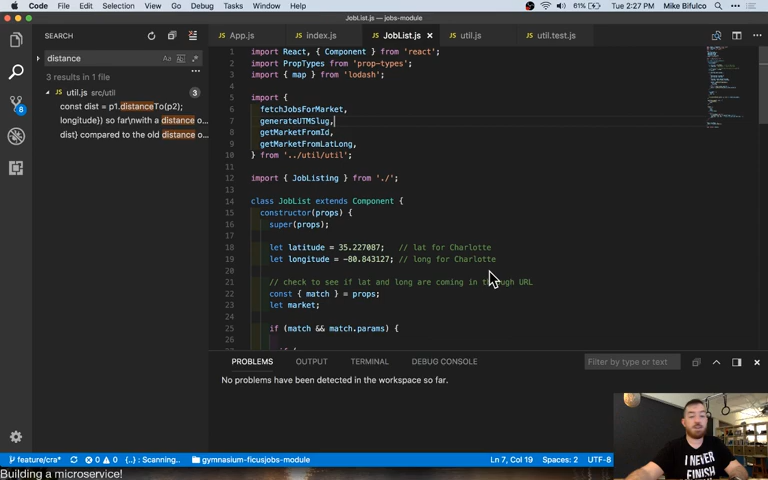 Code File Edit Selection View Go Debug Tasks Window Help 61% Tue 2:27 PM Mike Bifulco
JobList.js — jobs-module
SEARCH
App.js index.js JobList.js × util.js util.test.js
distance Aa
3 results in 1 file
util.js src/util 3
const dist = p1.distanceTo(p2);
longitude}) so far\nwith a distance o...
dist} compared to the old distance o...
8
1 import React, { Component } from 'react';
2 import PropTypes from 'prop-types';
3 import { map } from 'lodash';
4
5 import {
6 fetchJobsForMarket,
7 generateUTMSlug,
8 getMarketFromId,
9 getMarketFromLatLong,
10 } from '../util/util';
11
12 import { JobListing } from './';
13
14 class JobList extends Component {
15 constructor(props) {
16 super(props);
17
18 let latitude = 35.227087; // lat for Charlotte
19 let longitude = -80.843127; // long for Charlotte
20
21 // check to see if lat and long are coming in through URL
22 const { match } = props;
23 let market;
24
25 if (match && match.params) {
26
PROBLEMS OUTPUT TERMINAL DEBUG CONSOLE Filter by type or text
No problems have been detected in the workspace so far.
I NEVER
FINISH
feature/cra* 0 0 {..} : Scanning.. gymnasium-ficusjobs-module Ln 7, Col 19 Spaces: 2 UTF-8
Building a microservice!